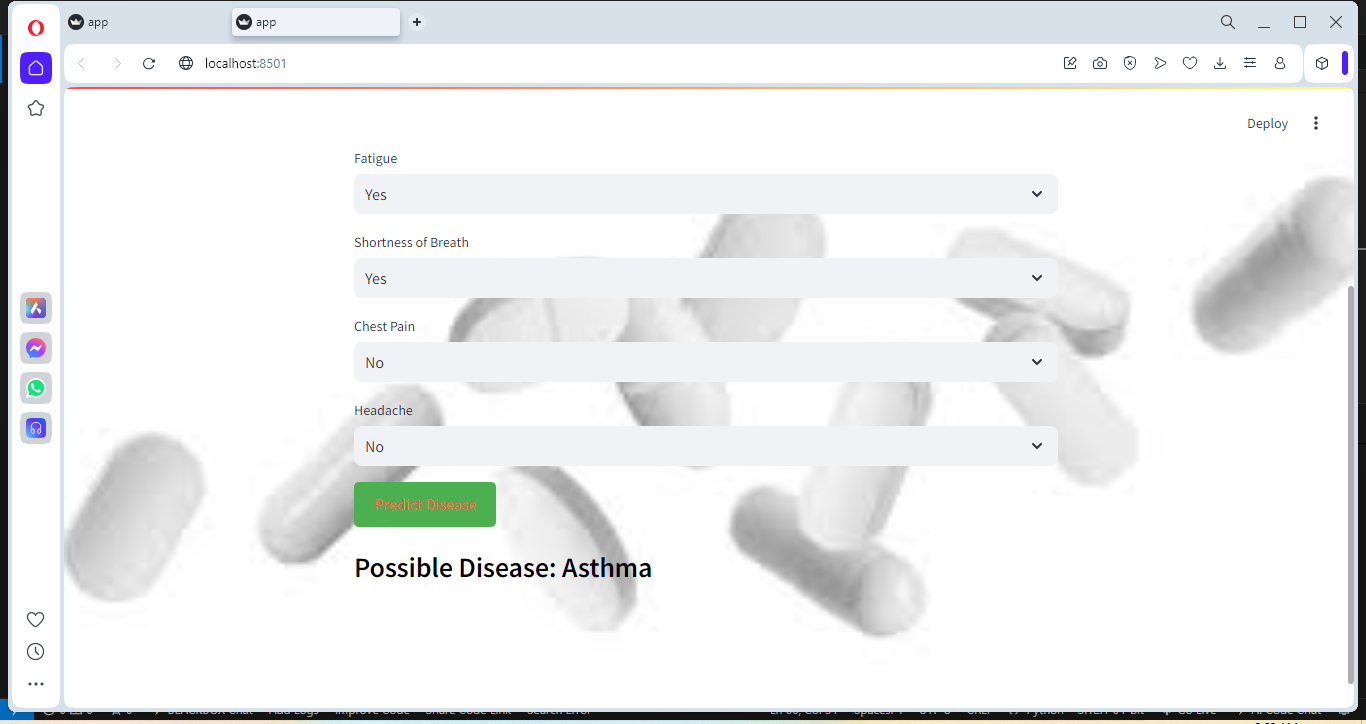 app
app
localhost:8501
Deploy
Fatigue
Yes
Shortness of Breath
Yes
Chest Pain
No
Headache
No
Predict Disease
Possible Disease: Asthma